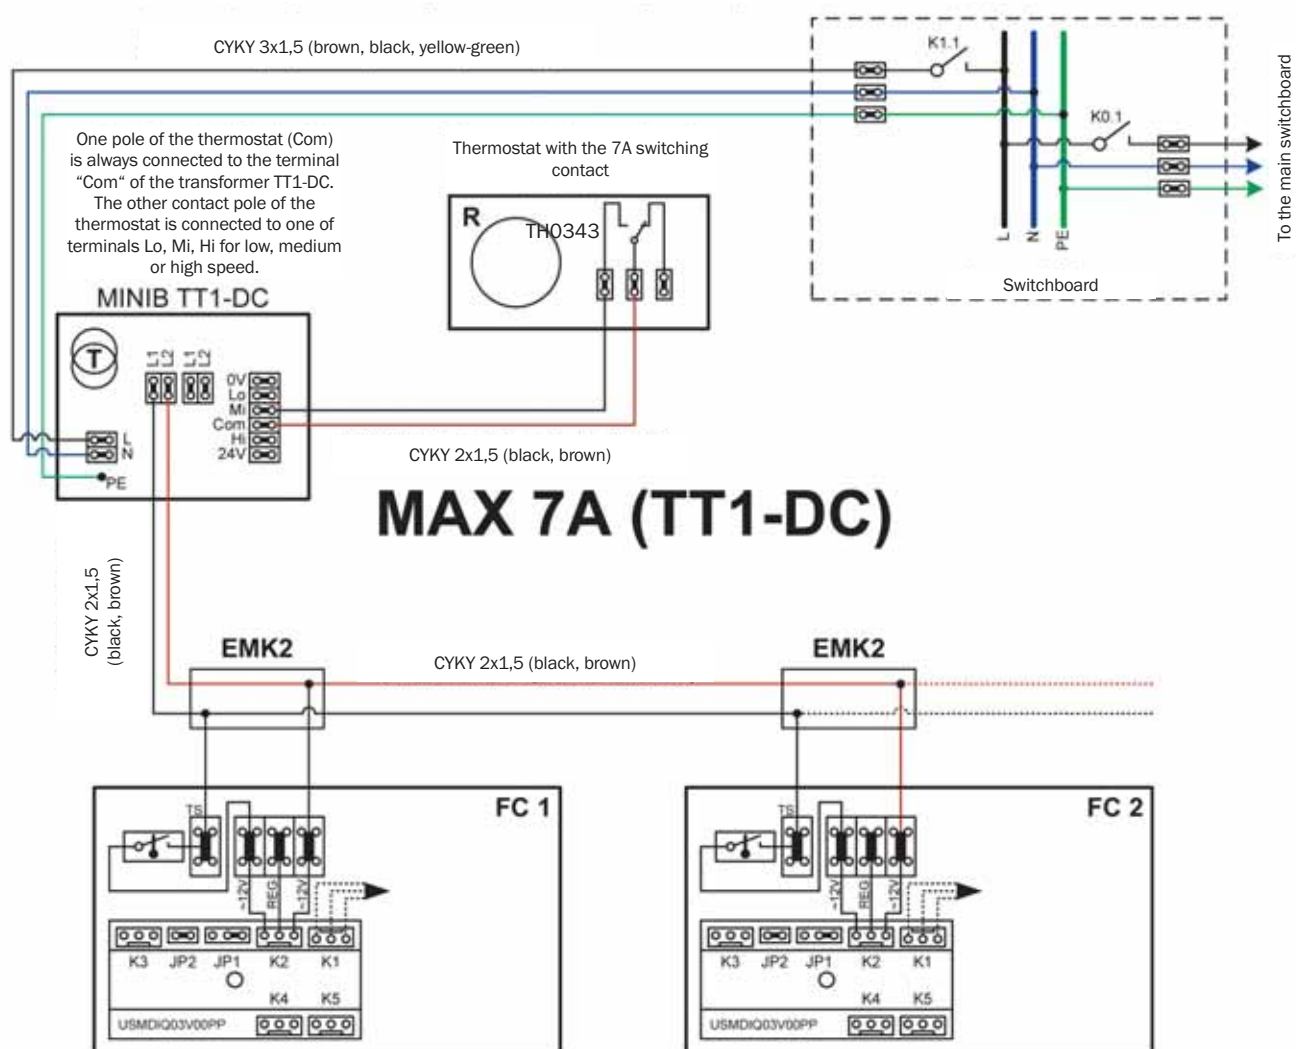 CYKY 3x1,5 (brown, black, yellow-green)
K1.1
K0.1
To the main switchboard
L
N
PE
Switchboard
One pole of the thermostat (Com)
is always connected to the terminal
"Com“ of the transformer TT1-DC.
The other contact pole of the
thermostat is connected to one of
terminals Lo, Mi, Hi for low, medium
or high speed.
Thermostat with the 7A switching
contact
R
TH0343
MINIB TT1-DC
T
L1
L2
L1
L2
0V
Lo
Mi
Com
Hi
24V
L
N
PE
CYKY 2x1,5 (black, brown)
MAX 7A (TT1-DC)
CYKY 2x1,5
(black, brown)
EMK2
CYKY 2x1,5 (black, brown)
EMK2
FC 1
TS
~12V
REG
~12V
K3 JP2 JP1 K2 K1
K4 K5
USMDIQ03V00PP
FC 2
TS
~12V
REG
~12V
K3 JP2 JP1 K2 K1
K4 K5
USMDIQ03V00PP